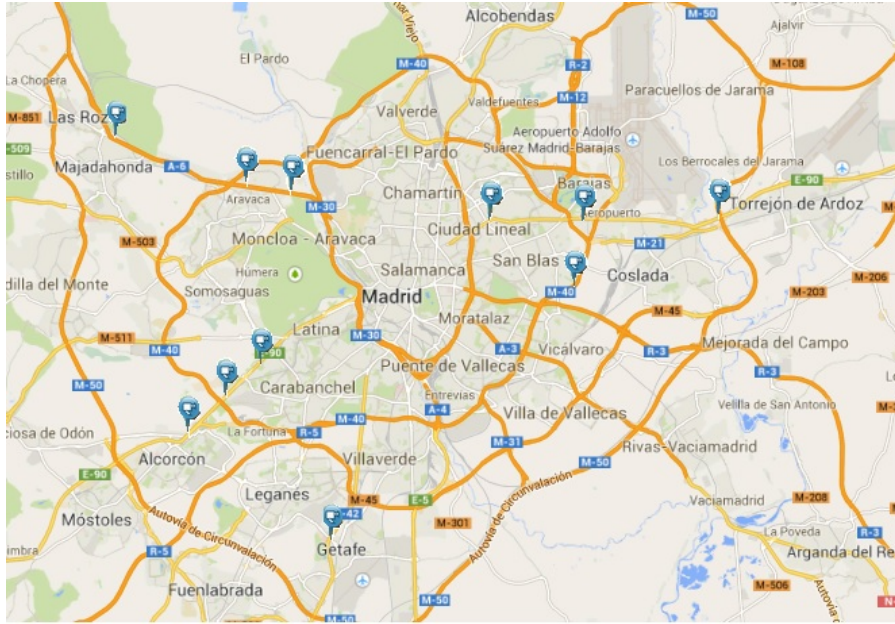 M-50
Alcobendas
Ajalvir
El Pardo
M-40
R-2
M-108
La Chopera
M-12
Paracuellos de Jarama
Valdefuentes
Valverde
M-851
Las Roz
Aeropuerto Adolfo
Suárez Madrid-Barajas
-509
Fuencarral-El Pardo
Los Berrocales del Jarama
Majadahonda
A-6
Barajas
E-90
stillo
Chamartín
Aravaca
M-30
Aeropuerto
Torrejón de Ardoz
Ciudad Lineal
M-503
Moncloa - Aravaca
M-21
M-206
San Blas
Salamanca
Coslada
Húmera
dilla del Monte
Somosaguas
Madrid
M-40
M-203
M-45
Latina
Moratalaz
M-511
M-30
A-3
Vicálvaro
Mejorada del Campo
M-40
E-90
R-3
Puente de Vallecas
R-3
M-50
Carabanchel
Entrevías
Velilla de San Antonio
A-4
Villa de Vallecas
M-40
ciosa de Odón
La Fortuna
R-5
M-31
Rivas-Vaciamadrid
Alcorcón
Villaverde
M-50
E-90
Leganés
M-45
E-5
Vaciamadrid
M-208
-42
Móstoles
Autovía de Circunvalación
M-301
Autovía de Circunvalación
La Poveda
R-3
imbra
R-5
Getafe
Arganda del Re
Fuenlabrada
M-506
Autovía d
M-50
M-50
N-